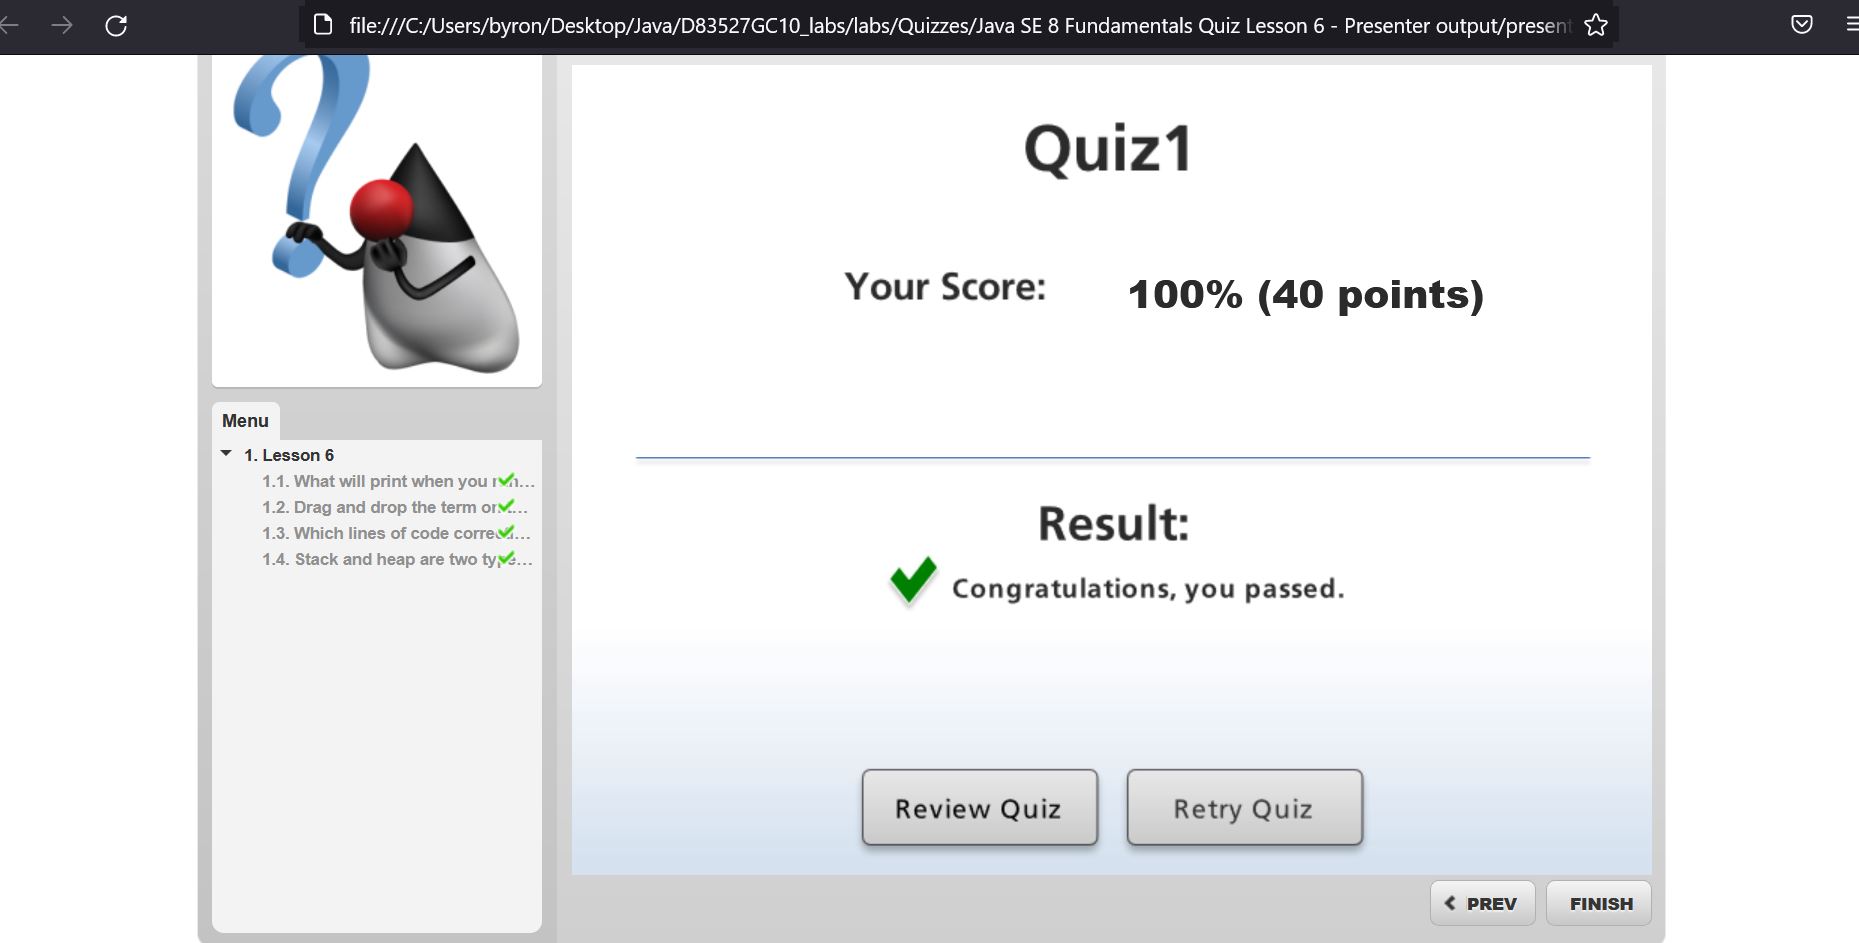 file:///C:/Users/byron/Desktop/Java/D83527GC10_labs/labs/Quizzes/Java SE 8 Fundamentals Quiz Lesson 6 - Presenter output/present
Quiz1
Your Score: 100% (40 points)
Result:
Congratulations, you passed.
Review Quiz Retry Quiz
Menu
1. Lesson 6
1.1. What will print when you ...
1.2. Drag and drop the term ...
1.3. Which lines of code ...
1.4. Stack and heap are two ...
PREV FINISH